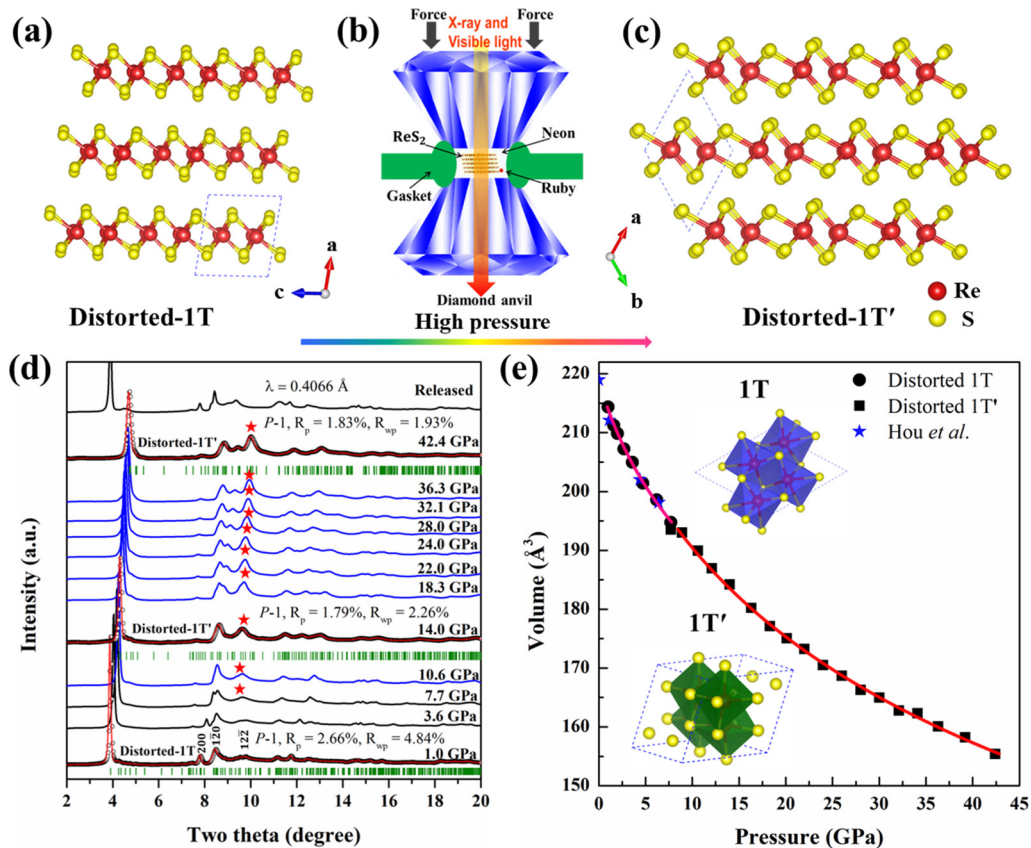 (a)
a
c
Distorted-1T
(b)
Force
Force
X-ray and
Visible light
ReS2
Neon
Gasket
Ruby
Diamond anvil
High pressure
(c)
a
b
Re
S
Distorted-1T′
(d)
λ = 0.4066 Å
Released
P-1, Rp = 1.83%, Rwp = 1.93%
Distorted-1T'
42.4 GPa
36.3 GPa
32.1 GPa
28.0 GPa
24.0 GPa
22.0 GPa
18.3 GPa
P-1, Rp = 1.79%, Rwp = 2.26%
Distorted-1T'
14.0 GPa
10.6 GPa
7.7 GPa
3.6 GPa
200
1̄20
12̄2̄
P-1, Rp = 2.66%, Rwp = 4.84%
Distorted-1T
1.0 GPa
Intensity (a.u.)
2 4 6 8 10 12 14 16 18 20
Two theta (degree)
(e)
1T
Distorted 1T
Distorted 1T'
Hou et al.
1T′
Volume (Å3)
220
210
200
190
180
170
160
150
0 5 10 15 20 25 30 35 40 45
Pressure (GPa)